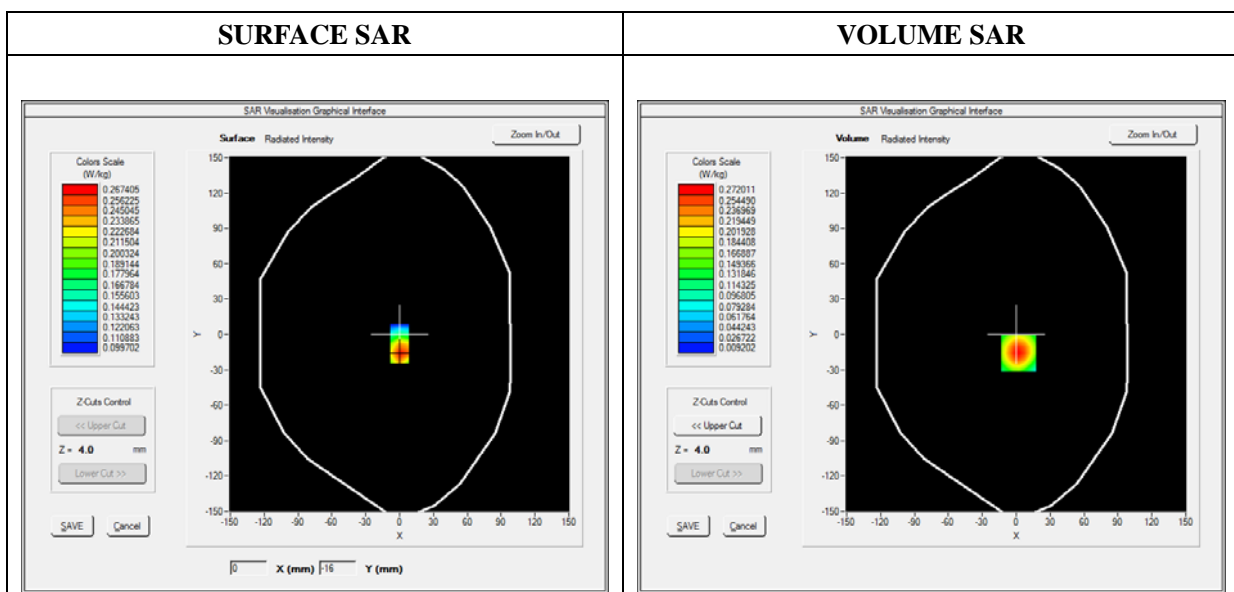 SURFACE SAR
VOLUME SAR
SAR Visualisation Graphical Interface
Surface Radiated Intensity
Zoom In/Out
Colors Scale
(W/kg)
0.267405
0.256225
0.245045
0.233865
0.222684
0.211504
0.200324
0.189144
0.177964
0.166784
0.155603
0.144423
0.133243
0.122063
0.110883
0.099702
150
120
90
60
30
0
-30
-60
-90
-120
-150
Y
-150 -120 -90 -60 -30 0 30 60 90 120 150
X
Z-Cuts Control
<< Upper Cut
Z = 4.0 mm
Lower Cut >>
SAVE Cancel
0 X (mm) -16 Y (mm)
SAR Visualisation Graphical Interface
Volume Radiated Intensity
Zoom In/Out
Colors Scale
(W/kg)
0.272011
0.254490
0.236969
0.219449
0.201928
0.184408
0.166887
0.149366
0.131846
0.114325
0.096805
0.079284
0.061764
0.044243
0.026722
0.009202
150
120
90
60
30
0
-30
-60
-90
-120
-150
Y
-150 -120 -90 -60 -30 0 30 60 90 120 150
X
Z-Cuts Control
<< Upper Cut
Z = 4.0 mm
Lower Cut >>
SAVE Cancel